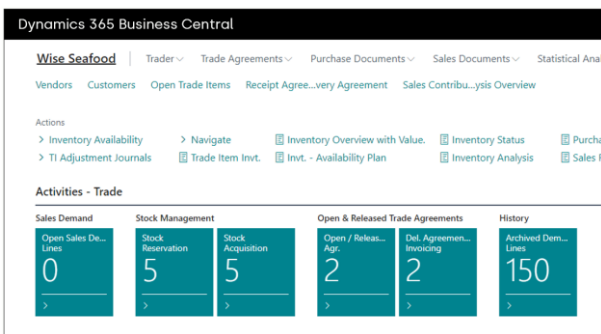 Dynamics 365 Business Central
Wise Seafood Trader Trade Agreements Purchase Documents Sales Documents Statistical Ana
Vendors Customers Open Trade Items Receipt Agree...very Agreement Sales Contribu...ysis Overview
Actions
> Inventory Availability > Navigate Inventory Overview with Value. Inventory Status Purcha
> TI Adjustment Journals Trade Item Invt. Invt. - Availability Plan Inventory Analysis Sales
Activities - Trade
Sales Demand Stock Management Open & Released Trade Agreements History
Open Sales De... Stock Stock Open / Releas... Del. Agreemen... Archived Dem...
Lines Reservation Acquisition Agr. Invoicing Lines
0 5 5 2 2 150
> > > > > >